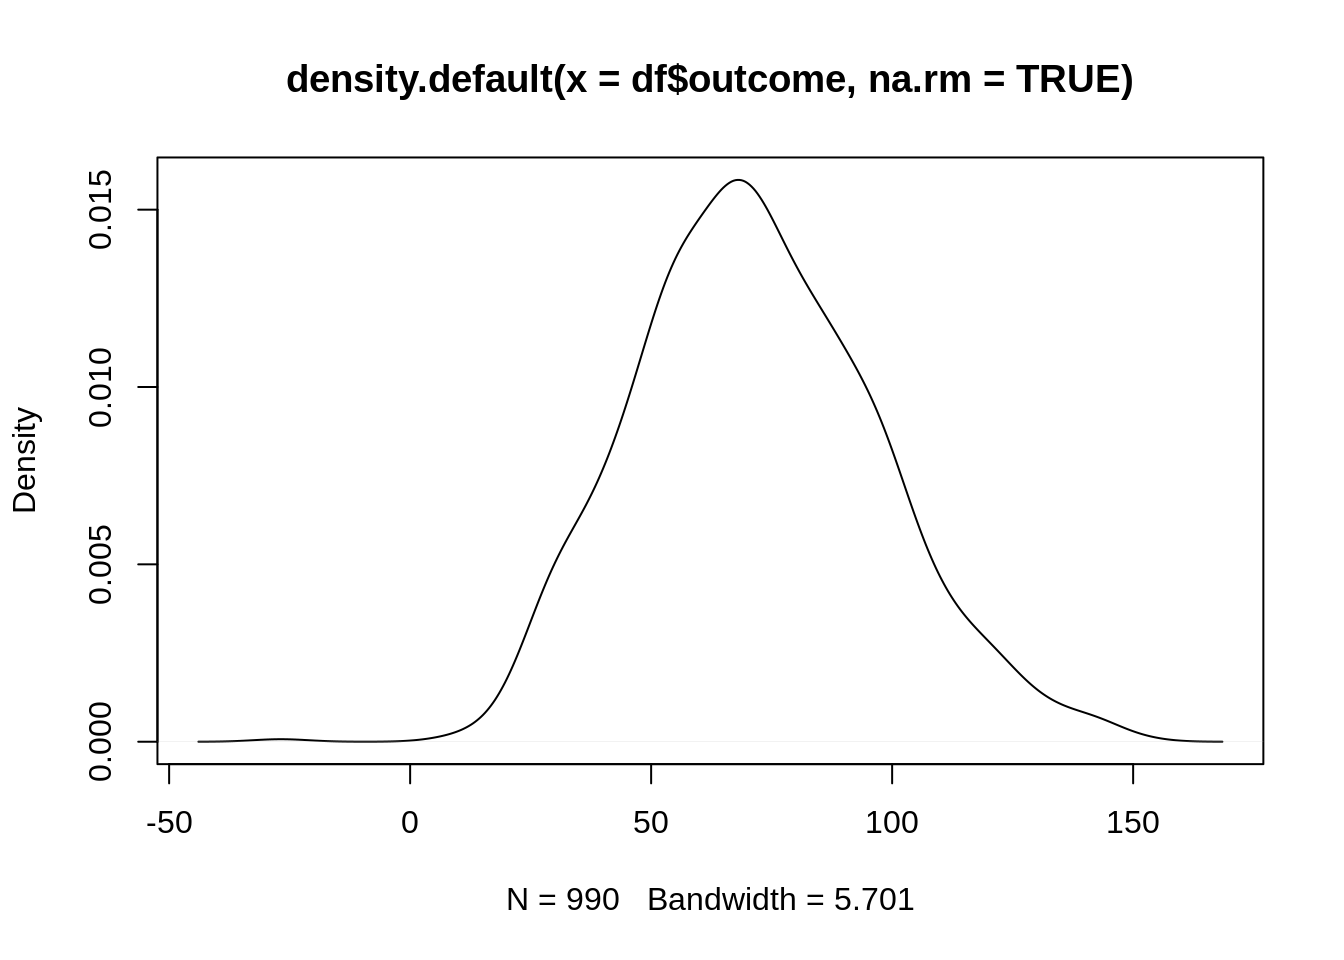 density.default(x = df$outcome, na.rm = TRUE)
Density
0.015
0.010
0.005
0.000
-50 0 50 100 150
N = 990 Bandwidth = 5.701